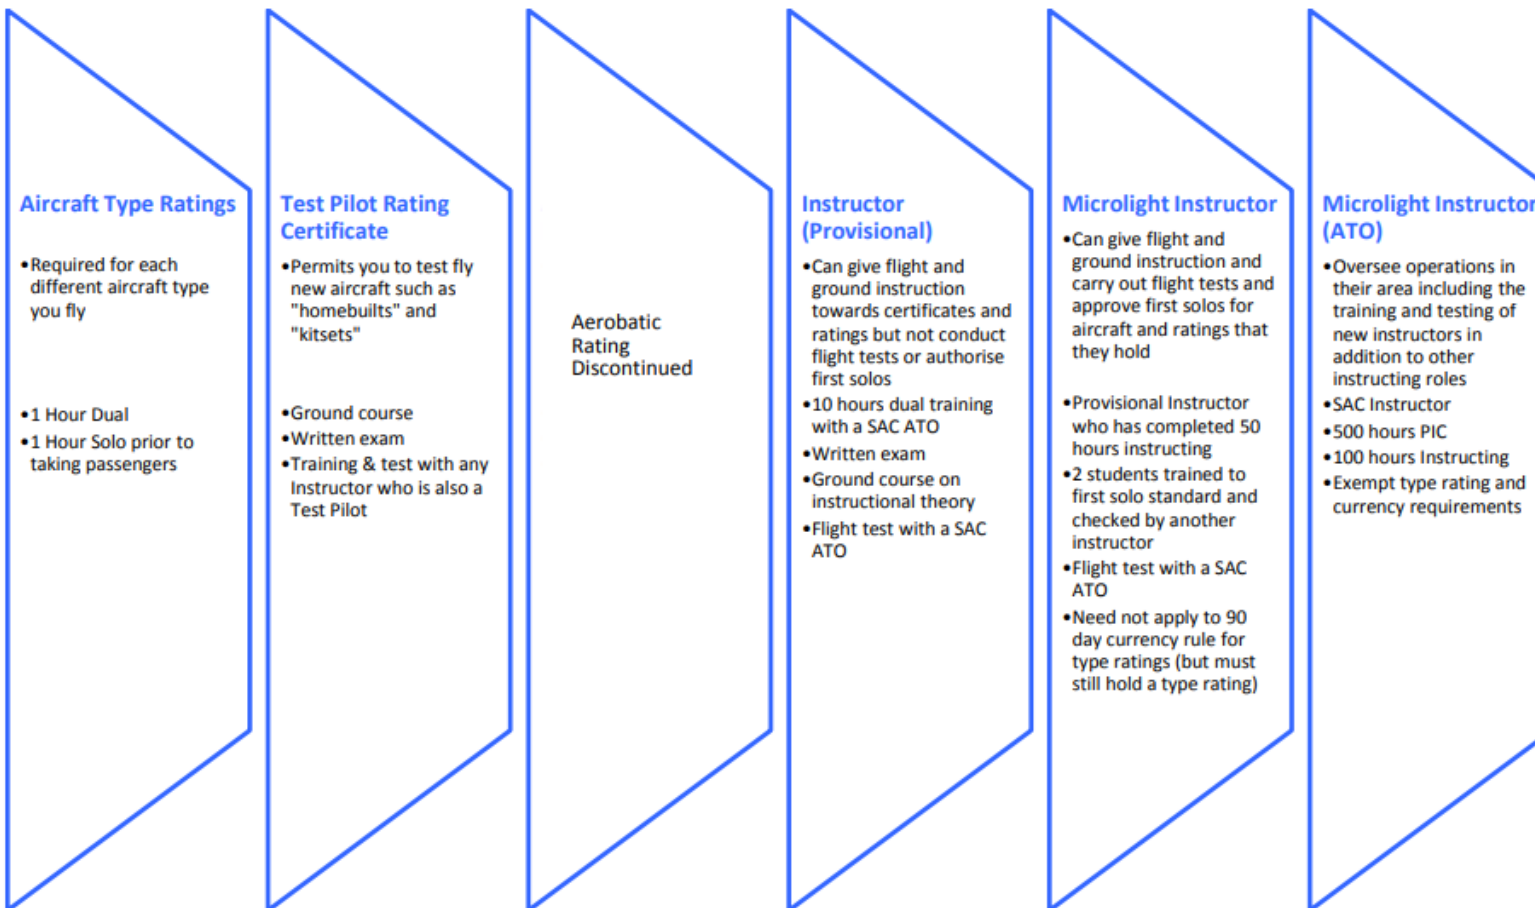 Aircraft Type Ratings
•Required for each
different aircraft type
you fly
•1 Hour Dual
•1 Hour Solo prior to
taking passengers
Test Pilot Rating
Certificate
•Permits you to test fly
new aircraft such as
"homebuilts" and
"kitsets"
•Ground course
•Written exam
•Training & test with any
Instructor who is also a
Test Pilot
Aerobatic
Rating
Discontinued
Instructor
(Provisional)
•Can give flight and
ground instruction
towards certificates and
ratings but not conduct
flight tests or authorise
first solos
•10 hours dual training
with a SAC ATO
•Written exam
•Ground course on
instructional theory
•Flight test with a SAC
ATO
Microlight Instructor
•Can give flight and
ground instruction and
carry out flight tests and
approve first solos for
aircraft and ratings that
they hold
•Provisional Instructor
who has completed 50
hours instructing
•2 students trained to
first solo standard and
checked by another
instructor
•Flight test with a SAC
ATO
•Need not apply to 90
day currency rule for
type ratings (but must
still hold a type rating)
Microlight Instructor
(ATO)
•Oversee operations in
their area including the
training and testing of
new instructors in
addition to other
instructing roles
•SAC Instructor
•500 hours PIC
•100 hours Instructing
•Exempt type rating and
currency requirements